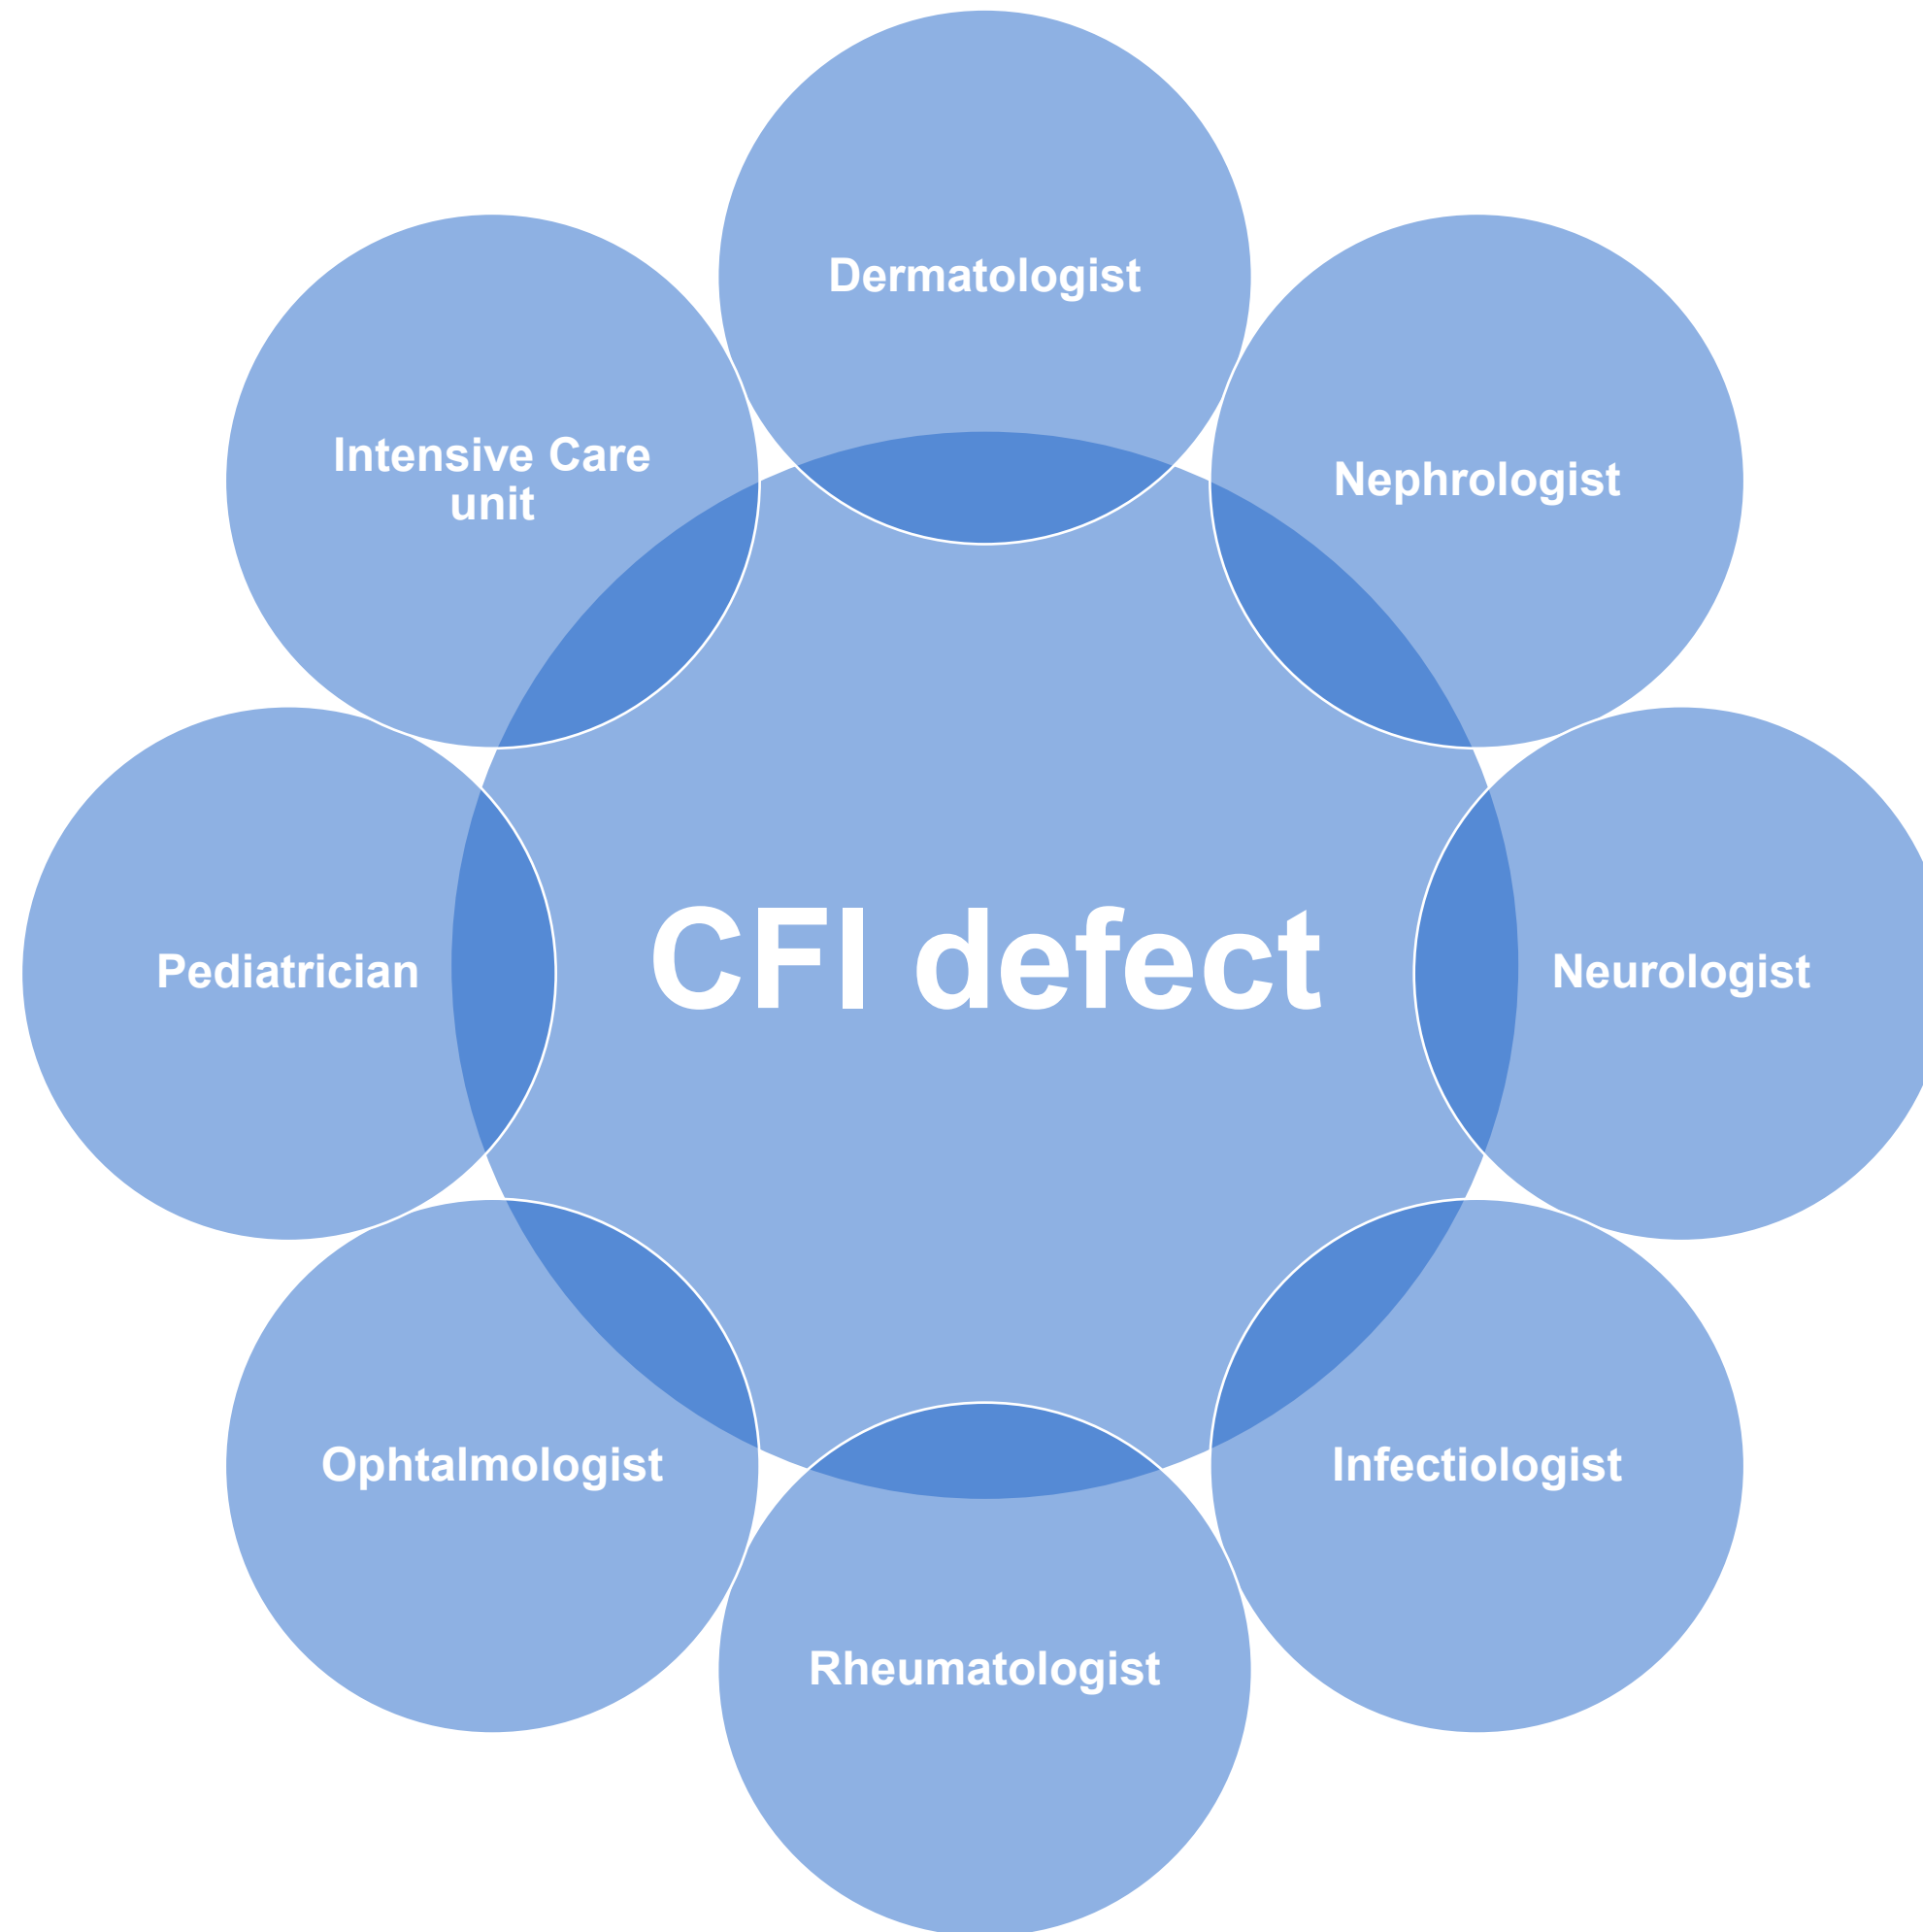 Dermatologist
Intensive Care
unit
Nephrologist
Pediatrician
CFI defect
Neurologist
Ophtalmologist
Infectiologist
Rheumatologist